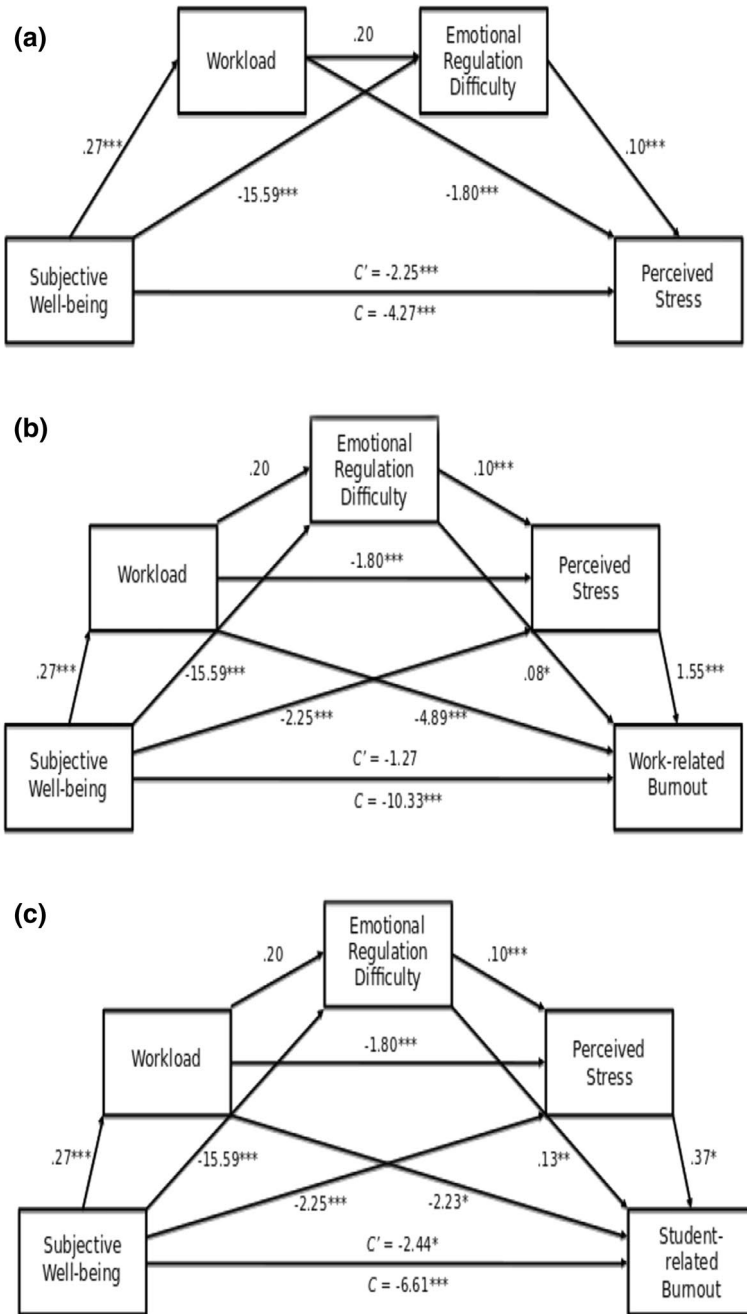 (a)
Workload
.20
Emotional
Regulation
Difficulty
.27***
-15.59***
-1.80***
.10***
Subjective
Well-being
C' = -2.25***
C = -4.27***
Perceived
Stress
(b)
Emotional
Regulation
Difficulty
.20
.10***
Workload
-1.80***
Perceived
Stress
.27***
-15.59***
-2.25***
-4.89***
.08*
1.55***
Subjective
Well-being
C' = -1.27
C = -10.33***
Work-related
Burnout
(c)
Emotional
Regulation
Difficulty
.20
.10***
Workload
-1.80***
Perceived
Stress
.27***
-15.59***
-2.25***
-2.23*
.13**
.37*
Subjective
Well-being
C' = -2.44*
C = -6.61***
Student-
related
Burnout